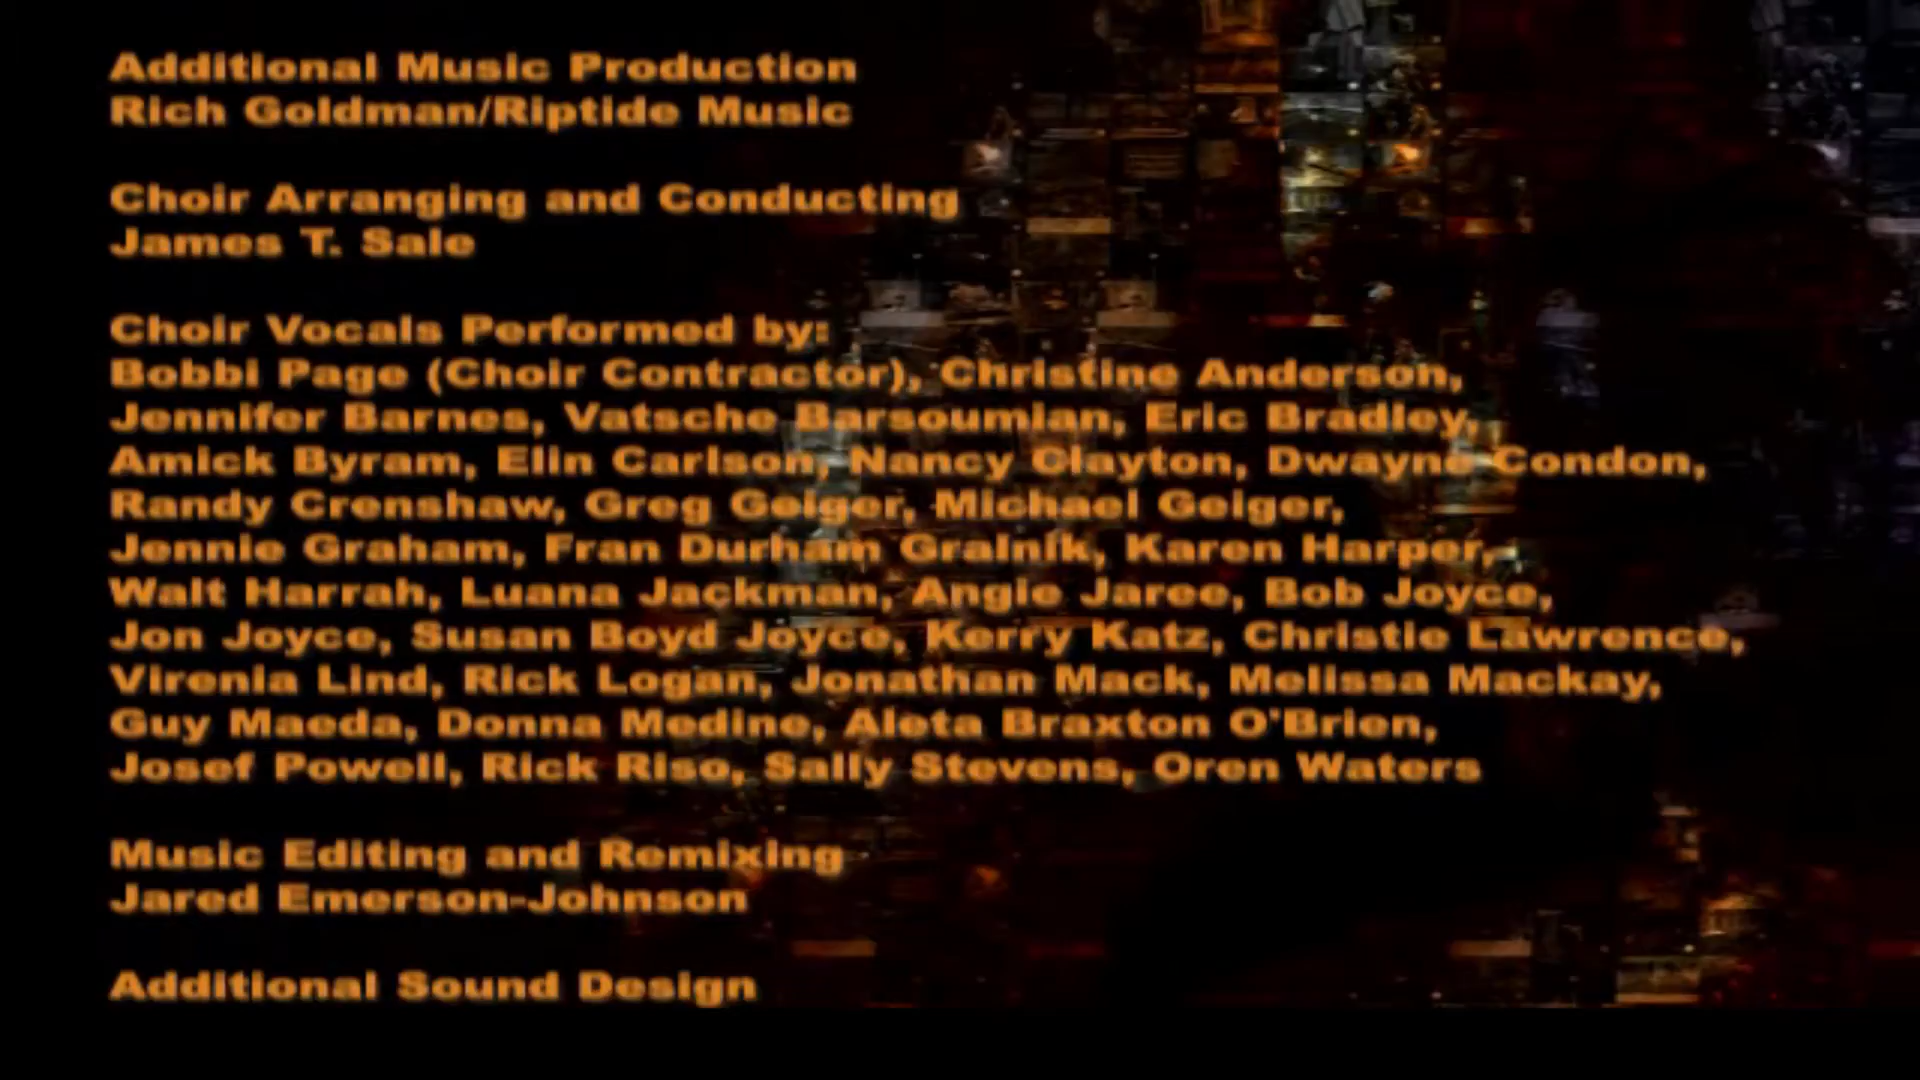 Additional Music Production
Rich Goldman/Riptide Music
Choir Arranging and Conducting
James T. Sale
Choir Vocals Performed by:
Bobbi Page (Choir Contractor), Christine Anderson,
Jennifer Barnes, Vatsche Barsoumian, Eric Bradley,
Amick Byram, Elin Carlson, Nancy Clayton, Dwayne Condon,
Randy Crenshaw, Greg Geiger, Michael Geiger,
Jennie Graham, Fran Durham Gralnik, Karen Harper,
Walt Harrah, Luana Jackman, Angie Jaree, Bob Joyce,
Jon Joyce, Susan Boyd Joyce, Kerry Katz, Christie Lawrence,
Virenia Lind, Rick Logan, Jonathan Mack, Melissa Mackay,
Guy Maeda, Donna Medine, Aleta Braxton O'Brien,
Josef Powell, Rick Riso, Sally Stevens, Oren Waters
Music Editing and Remixing
Jared Emerson-Johnson
Additional Sound Design